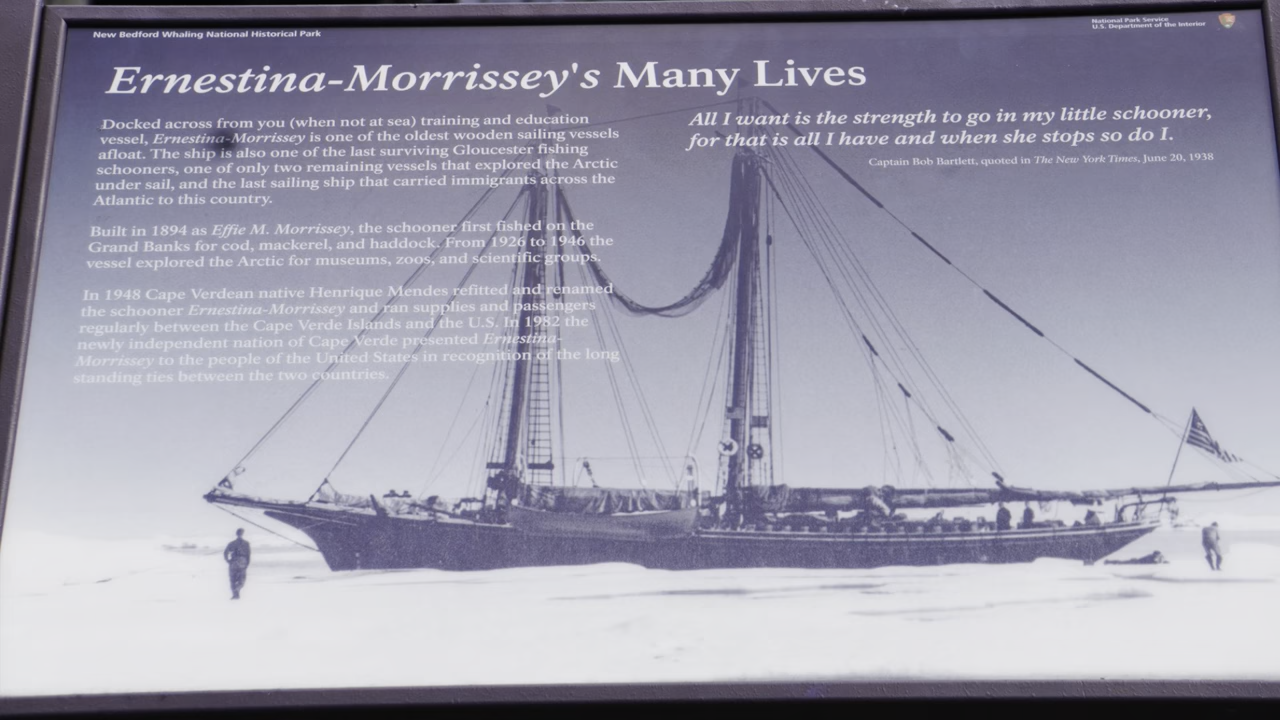 New Bedford Whaling National Historical Park
National Park Service
U.S. Department of the Interior
Ernestina-Morrissey's Many Lives
Docked across from you (when not at sea) training and education
vessel, Ernestina-Morrissey is one of the oldest wooden sailing vessels
afloat. The ship is also one of the last surviving Gloucester fishing
schooners, one of only two remaining vessels that explored the Arctic
under sail, and the last sailing ship that carried immigrants across the
Atlantic to this country.
Built in 1894 as Effie M. Morrissey, the schooner first fished on the
Grand Banks for cod, mackerel, and haddock. From 1926 to 1946 the
vessel explored the Arctic for museums, zoos, and scientific groups.
In 1948 Cape Verdean native Henrique Mendes refitted and renamed
the schooner Ernestina-Morrissey and ran supplies and passengers
regularly between the Cape Verde Islands and the U.S. In 1982 the
newly independent nation of Cape Verde presented Ernestina-
Morrissey to the people of the United States in recognition of the long
standing ties between the two countries.
All I want is the strength to go in my little schooner,
for that is all I have and when she stops so do I.
Captain Bob Bartlett, quoted in The New York Times, June 20, 1938